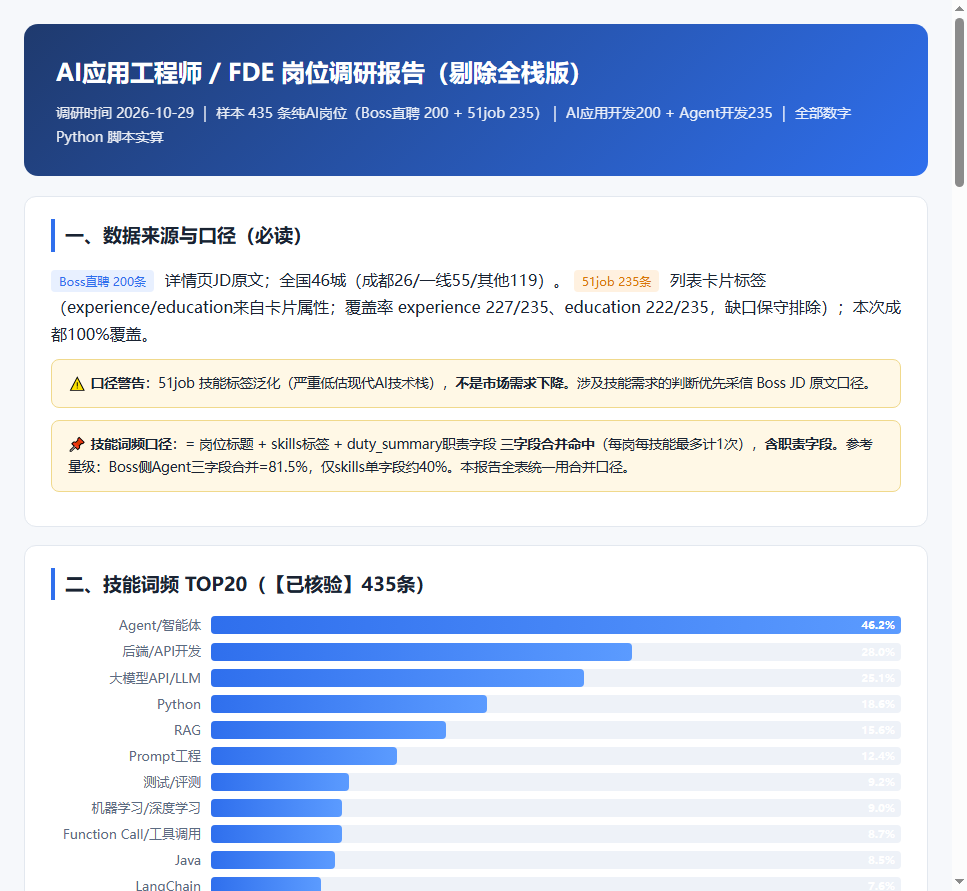 AI应用工程师 / FDE 岗位调研报告（剔除全栈版）
调研时间 2026-10-29 ｜ 样本 435 条纯AI岗位（Boss直聘 200 + 51job 235） ｜ AI应用开发200 + Agent开发235 ｜ 全部数字
Python 脚本实算
一、数据来源与口径（必读）
Boss直聘 200条 详情页JD原文；全国46城（成都26/一线55/其他119）。 51job 235条 列表卡片标签
（experience/education来自卡片属性；覆盖率 experience 227/235、education 222/235，缺口保守排除）；本次成
都100%覆盖。
⚠️ 口径警告：51job 技能标签泛化（严重低估现代AI技术栈），不是市场需求下降。涉及技能需求的判断优先采信 Boss JD 原文口径。
📌 技能词频口径：= 岗位标题 + skills标签 + duty_summary职责字段 三字段合并命中（每岗每技能最多计1次），含职责字段。参考
量级：Boss侧Agent三字段合并=81.5%，仅skills单字段约40%。本报告全表统一用合并口径。
二、技能词频 TOP20（【已核验】435条）
Agent/智能体 46.2%
后端/API开发 28.0%
大模型API/LLM 25.1%
Python 18.6%
RAG
Prompt工程 12.4%
测试/评测 9.2%
机器学习/深度学习 9.0%
Function Call/工具调用 8.7%
Java
LangChain